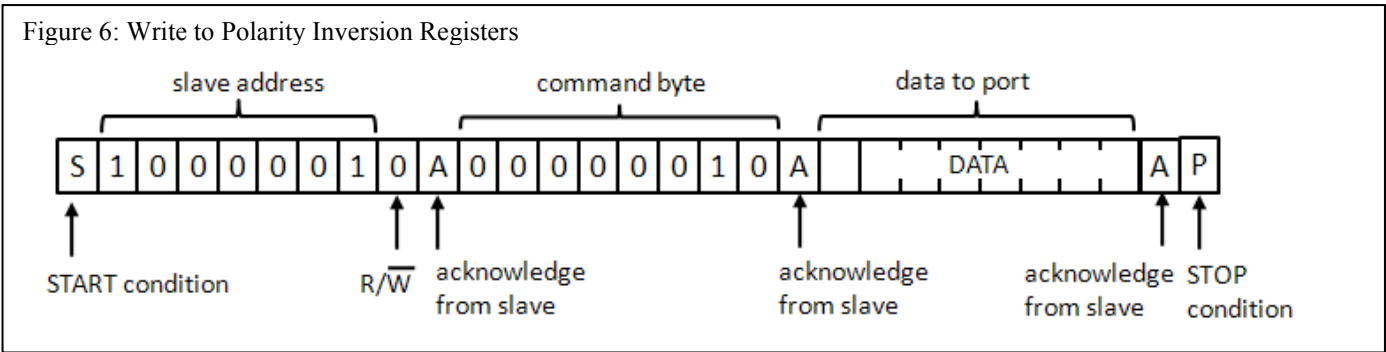 Figure 6: Write to Polarity Inversion Registers
slave address command byte data to port
S 1 0 0 0 0 0 1 0 A 0 0 0 0 0 0 1 0 A DATA A P
START condition R/W̅ acknowledge from slave acknowledge from slave acknowledge from slave STOP condition